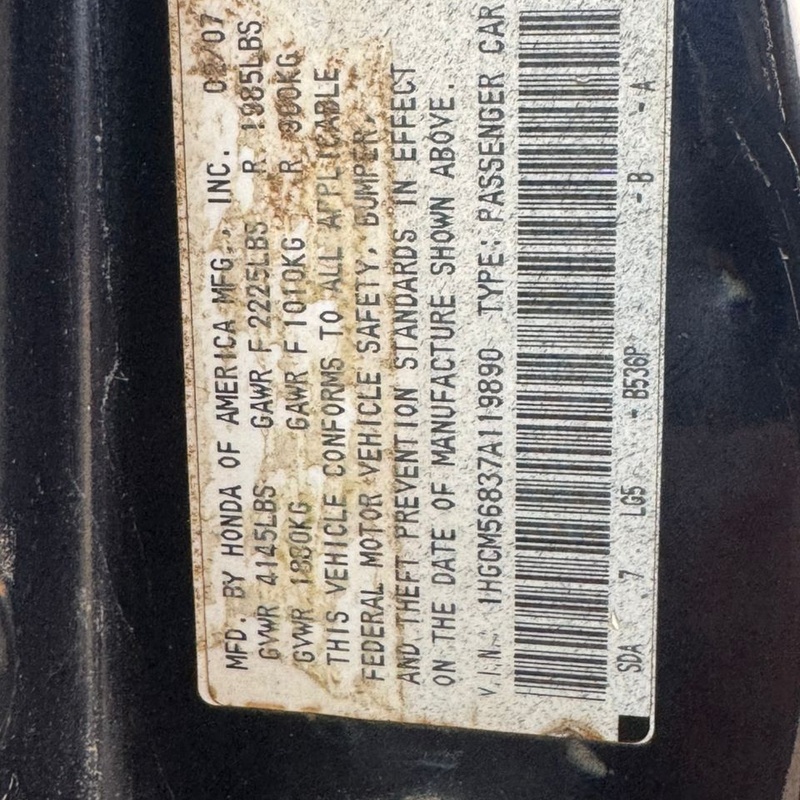 MFD. BY HONDA OF AMERICA MFG., INC. /07
GVWR 4145LBS GAWR F 2225LBS R 1985LBS
GVWR 1880KG GAWR F 1010KG R 900KG
THIS VEHICLE CONFORMS TO ALL APPLICABLE
FEDERAL MOTOR VEHICLE SAFETY, BUMPER,
AND THEFT PREVENTION STANDARDS IN EFFECT
ON THE DATE OF MANUFACTURE SHOWN ABOVE.
V.I.N. 1HGCM56837A119890 TYPE: PASSENGER CAR
SDA 7 LG5 - B536P - B - A